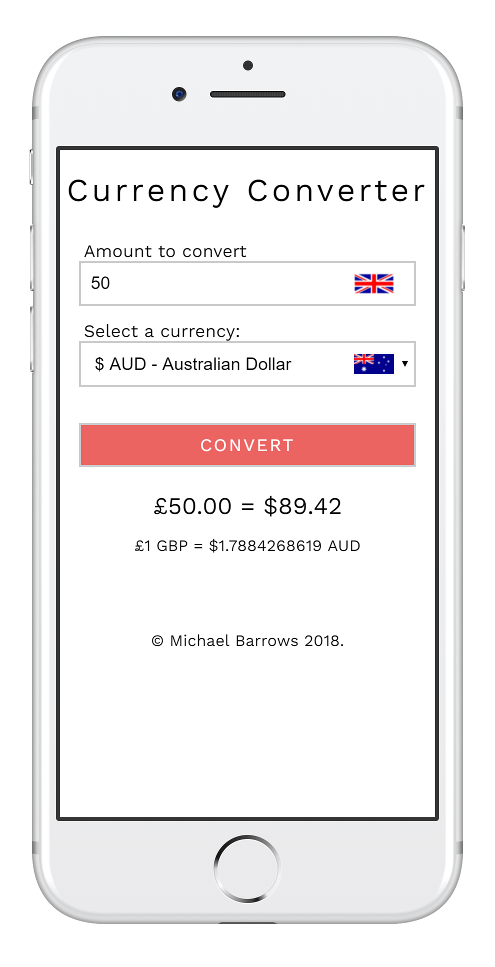 Currency Converter
Amount to convert
50
Select a currency:
$ AUD - Australian Dollar
CONVERT
£50.00 = $89.42
£1 GBP = $1.7884268619 AUD
© Michael Barrows 2018.